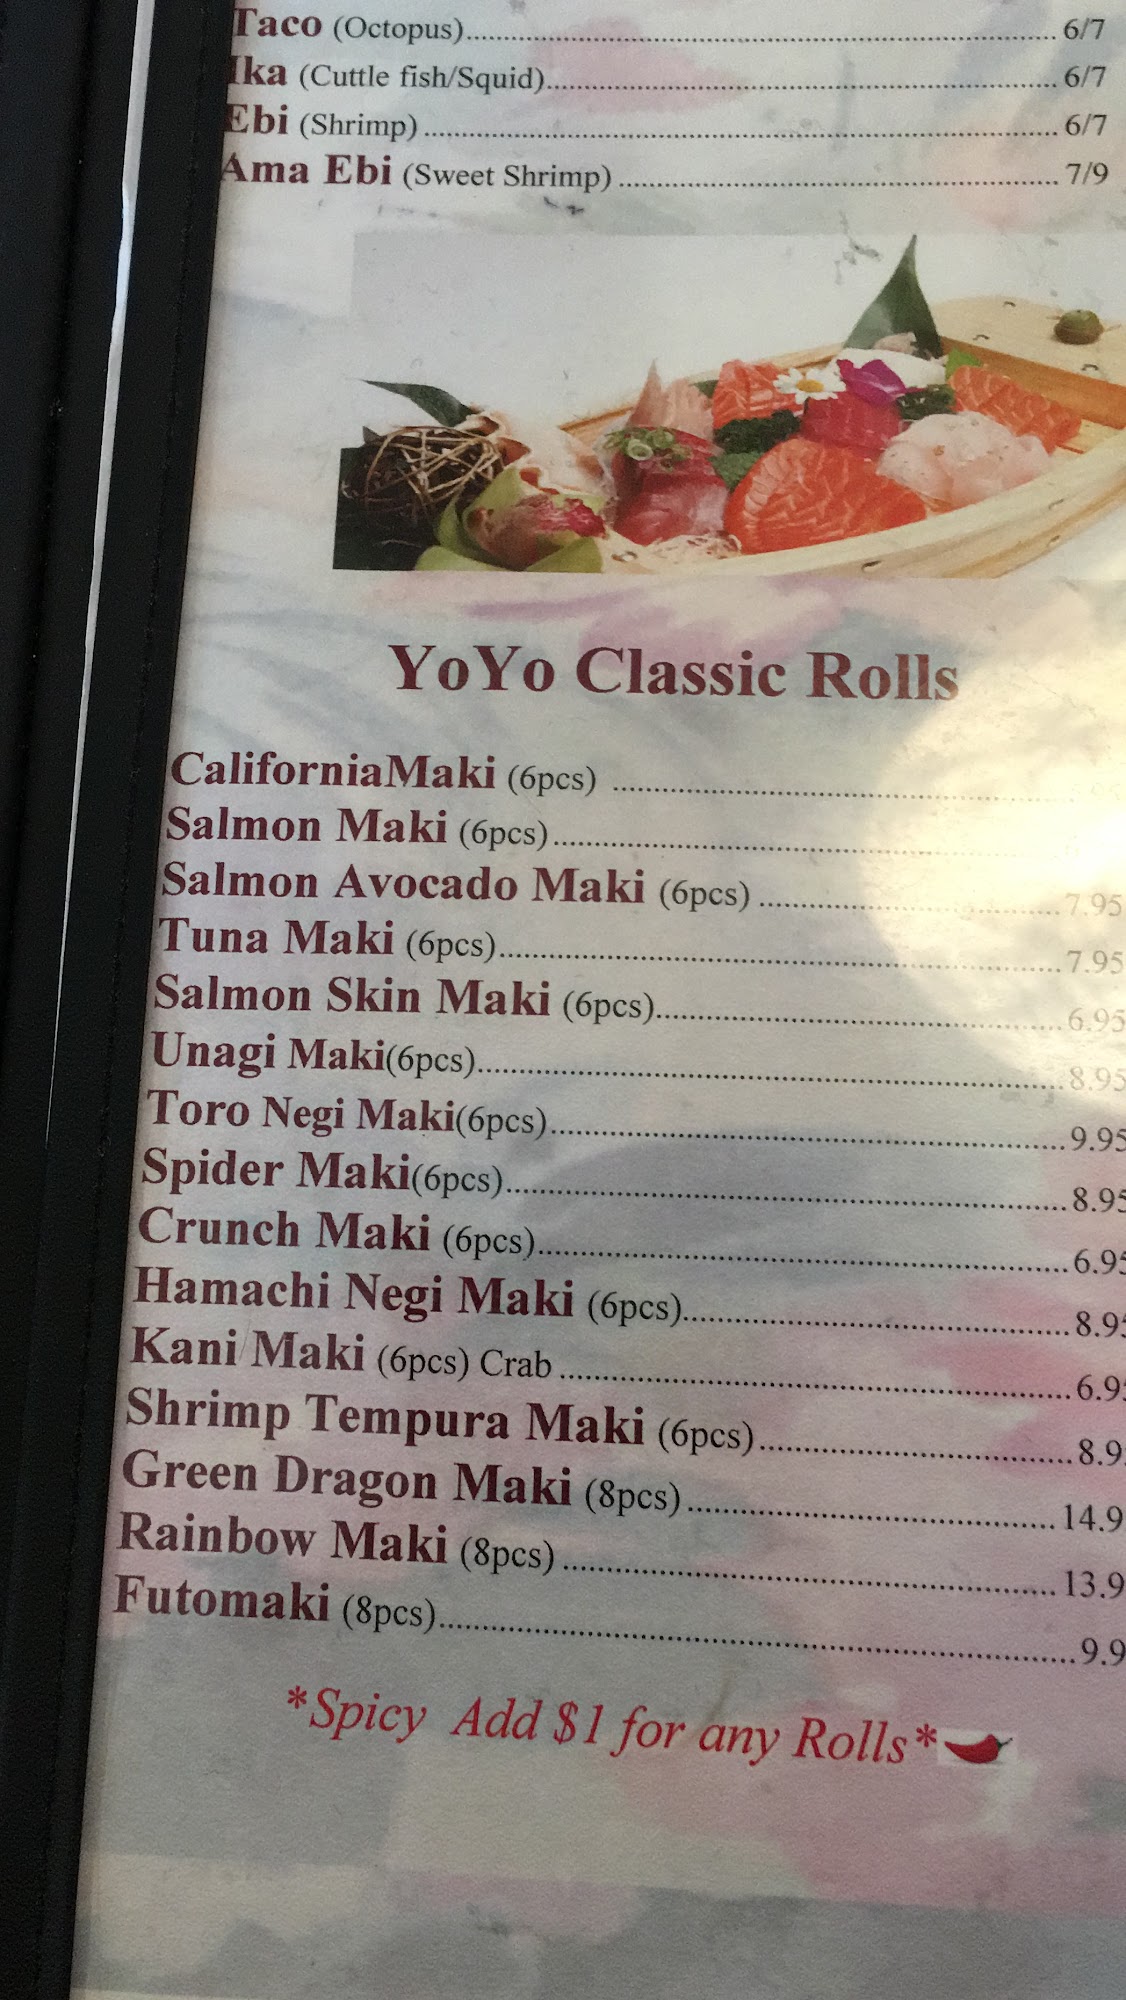 Taco (Octopus)........ 6/7
Ika (Cuttle fish/Squid)........ 6/7
Ebi (Shrimp)........ 6/7
Ama Ebi (Sweet Shrimp)........ 7/9
YoYo Classic Rolls
CaliforniaMaki (6pcs)........
Salmon Maki (6pcs)........
Salmon Avocado Maki (6pcs)........ 7.95
Tuna Maki (6pcs)........ 7.95
Salmon Skin Maki (6pcs)........ 6.95
Unagi Maki(6pcs)........ 8.95
Toro Negi Maki(6pcs)........ 9.95
Spider Maki(6pcs)........ 8.95
Crunch Maki (6pcs)........ 6.95
Hamachi Negi Maki (6pcs)........ 8.95
Kani Maki (6pcs) Crab........ 6.95
Shrimp Tempura Maki (6pcs)........ 8.9
Green Dragon Maki (8pcs)........ 14.9
Rainbow Maki (8pcs)........ 13.9
Futomaki (8pcs)........ 9.9
*Spicy Add $1 for any Rolls*